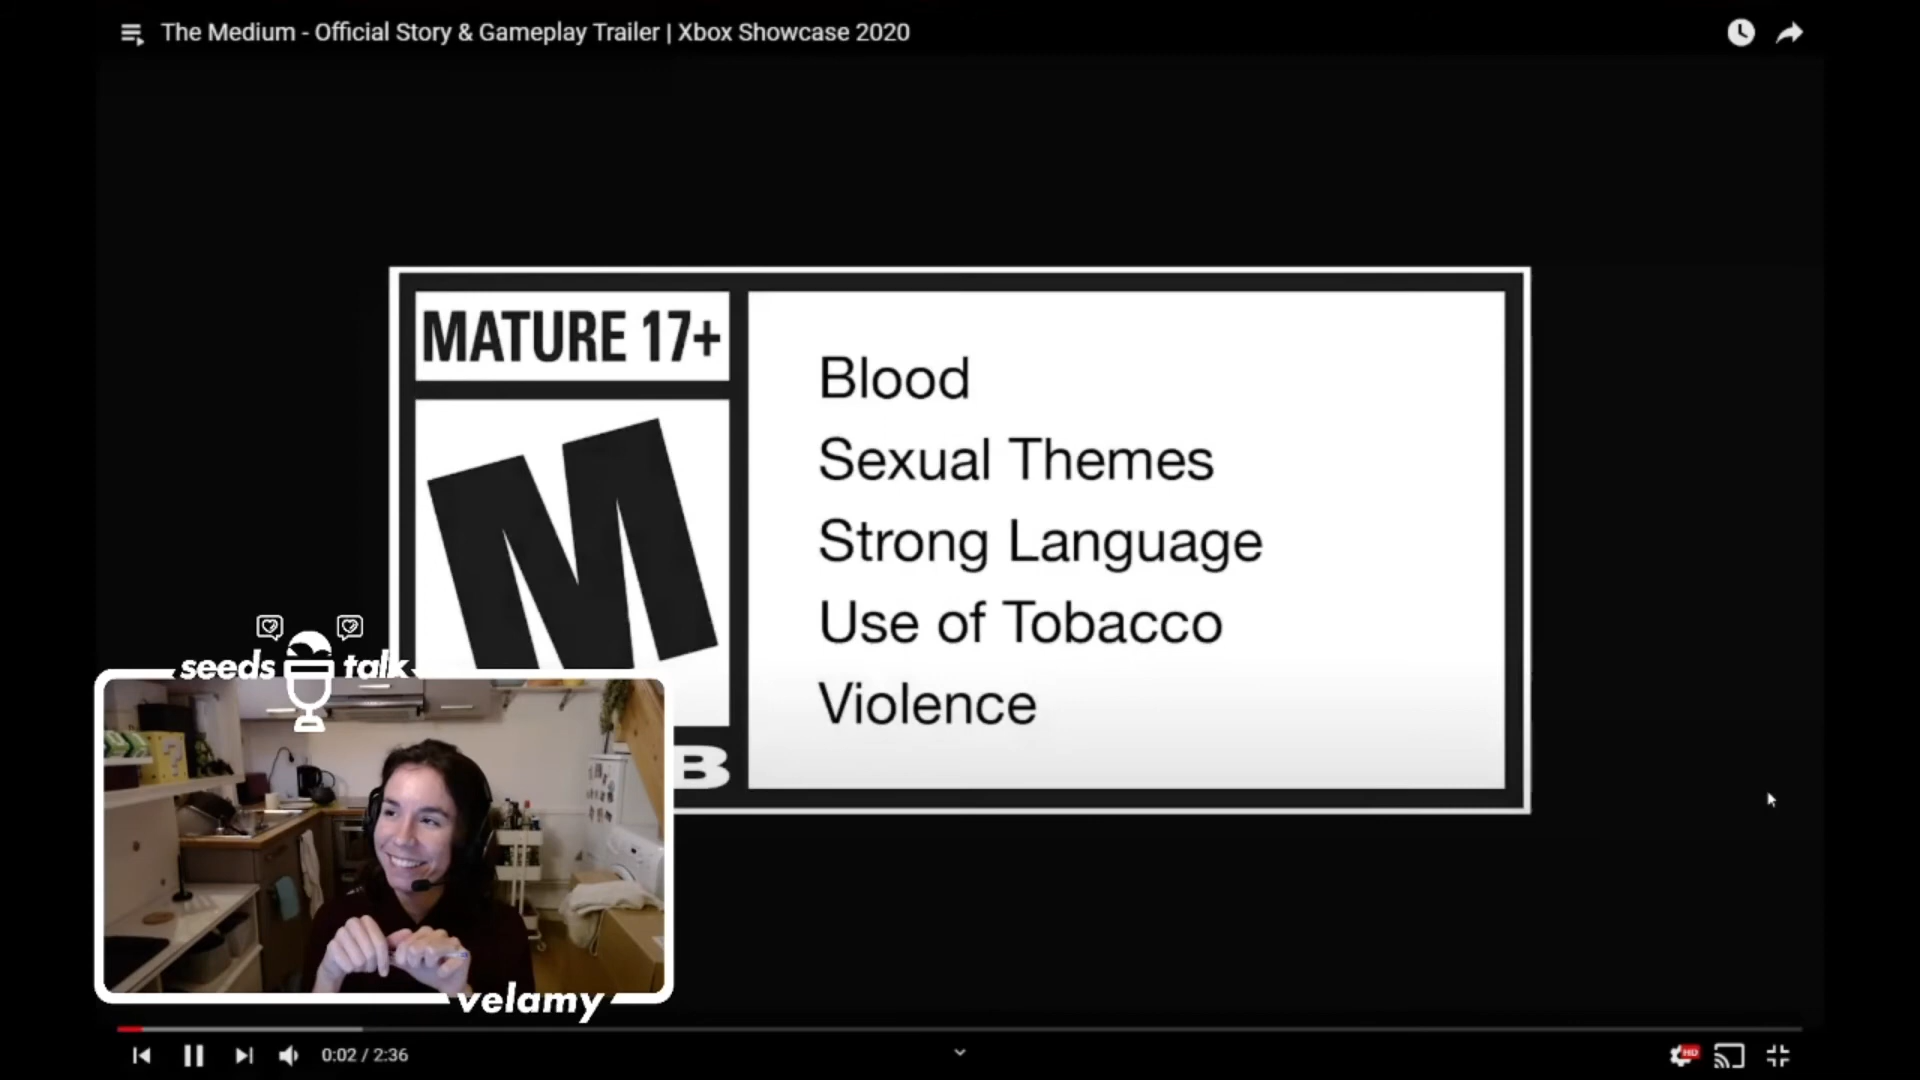 The Medium - Official Story & Gameplay Trailer | Xbox Showcase 2020
MATURE 17+
M
B
Blood
Sexual Themes
Strong Language
Use of Tobacco
Violence
seeds talk
velamy
0:02 / 2:36
HD